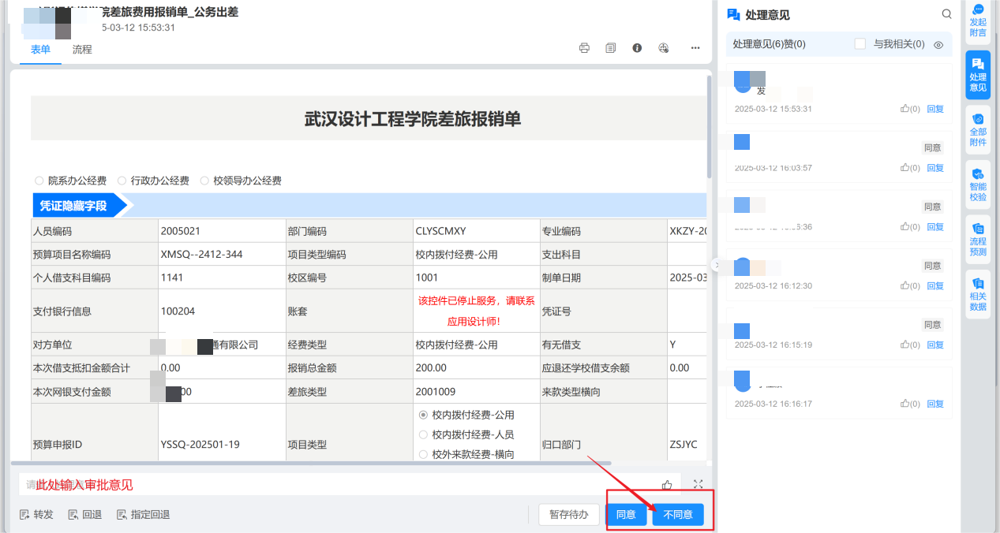 院差旅费用报销单_公务出差
5-03-12 15:53:31
表单 流程
武汉设计工程学院差旅报销单
院系办公经费 行政办公经费 校领导办公经费
凭证隐藏字段
人员编码 2005021 部门编码 CLYSCMXY 专业编码 XKZY-20
预算项目名称编码 XMSQ--2412-344 项目类型编码 校内拨付经费-公用 支出科目
个人借支科目编码 1141 校区编号 1001 制单日期 2025-03
支付银行信息 100204 账套 该控件已停止服务，请联系
应用设计师！ 凭证号
对方单位 通有限公司 经费类型 校内拨付经费-公用 有无借支 Y
本次借支抵扣金额合计 0.00 报销总金额 200.00 应退还学校借支余额 0.00
本次网银支付金额 00 差旅类型 2001009 来款类型横向
预算申报ID YSSQ-202501-19 项目类型 校内拨付经费-公用
校内拨付经费-人员
校外来款经费-横向 归口部门 ZSJYC
此处输入审批意见
转发 回退 指定回退 暂存待办 同意 不同意
处理意见
处理意见(6)赞(0) 与我相关(0)
发
2025-03-12 15:53:31 (0) 回复
同意
2025-03-12 16:03:57 (0) 回复
同意
:36 (0) 回复
同意
2025-03-12 16:12:30 (0) 回复
同意
2025-03-12 16:15:19 (0) 回复
2025-03-12 16:16:17 (0) 回复
发起
附言
处理
意见
全部
附件
智能
校验
流程
预测
相关
数据